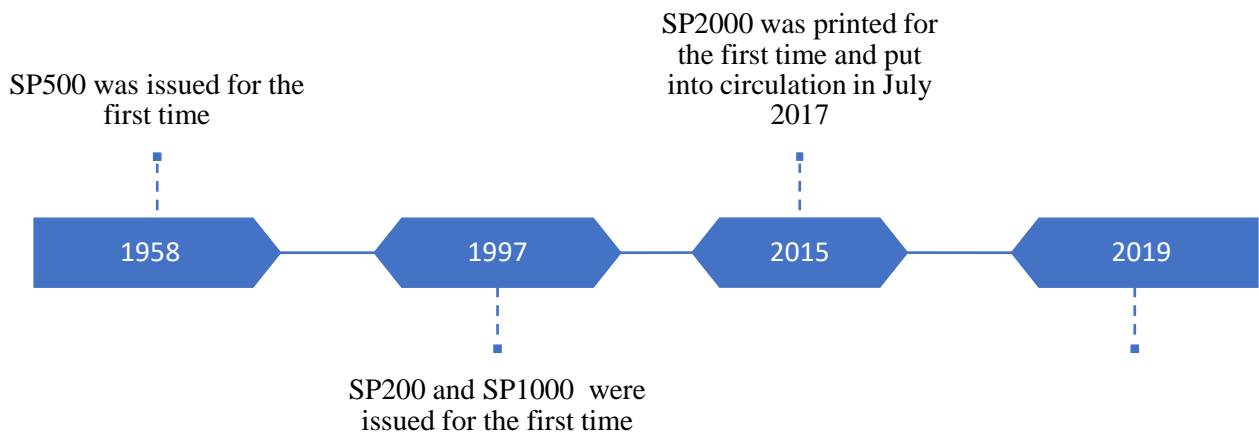 SP2000 was printed for
the first time and put
into circulation in July
2017
SP500 was issued for the
first time
1958
1997
2015
2019
SP200 and SP1000 were
issued for the first time